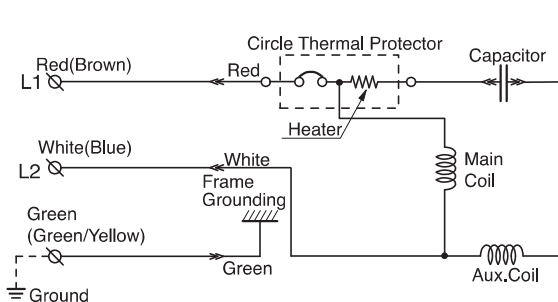 Circle Thermal Protector
Capacitor
Red(Brown)
Red
L1
Heater
White(Blue)
White
L2
Frame
Grounding
Main
Coil
Green
(Green/Yellow)
Green
Aux.Coil
Ground